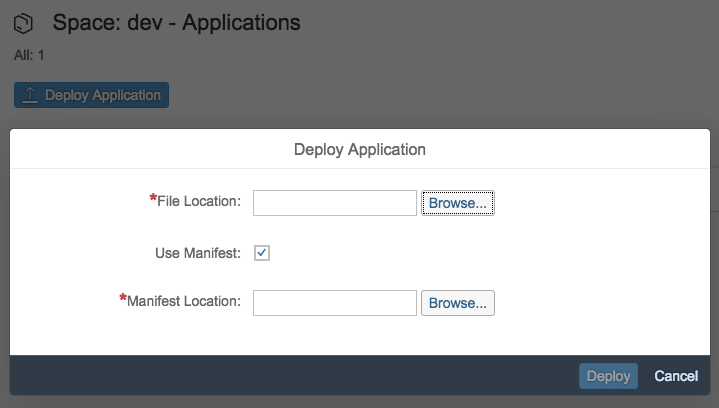 Space: dev - Applications
All: 1
Deploy Application
Deploy Application
*File Location: Browse...
Use Manifest:
*Manifest Location: Browse...
Deploy Cancel